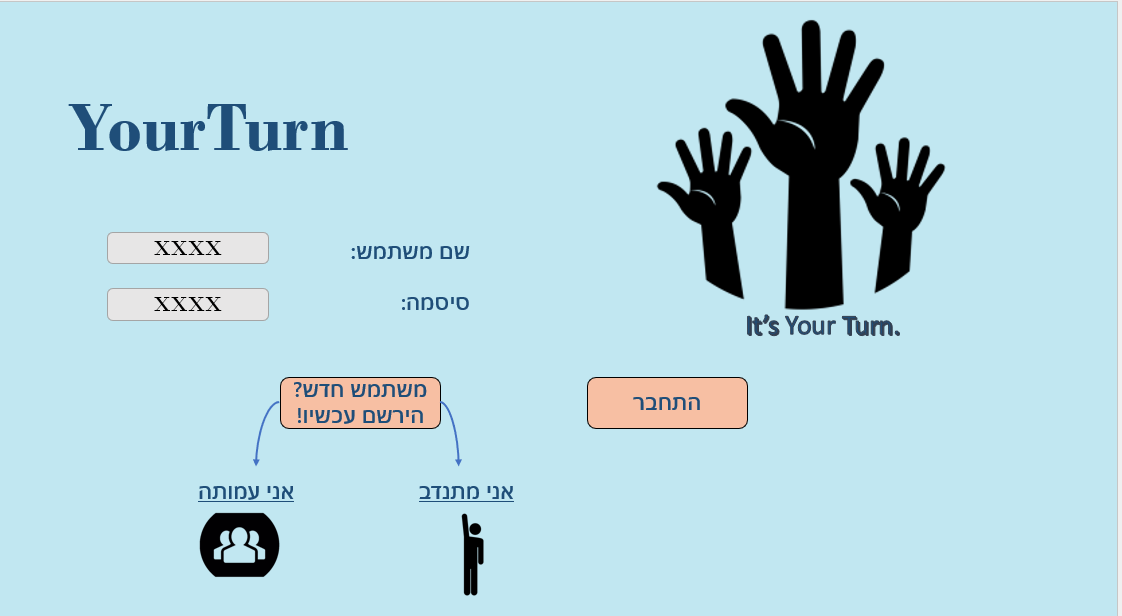 YourTurn
שם משתמש:
XXXX
סיסמה:
XXXX
It's Your Turn.
התחבר
משתמש חדש?
הירשם עכשיו!
אני מתנדב
אני עמותה